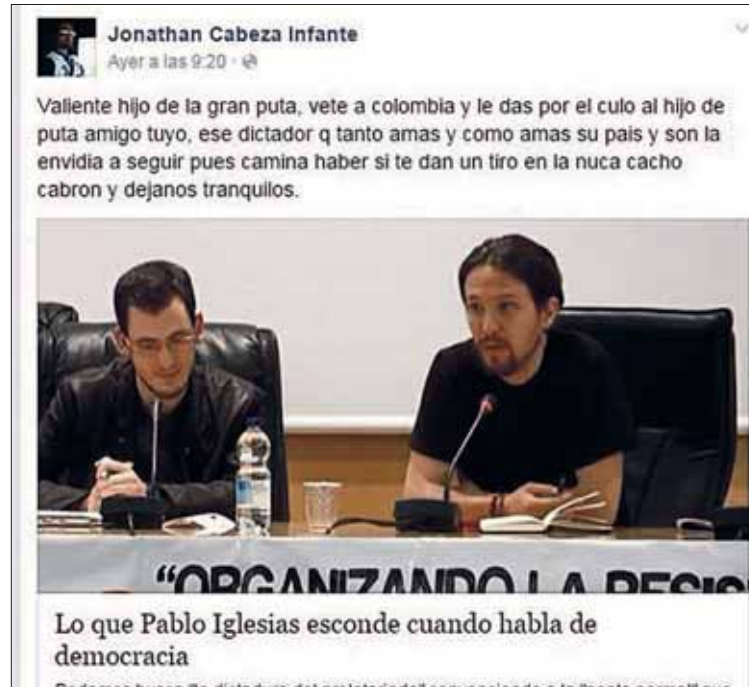 Jonathan Cabeza Infante
Ayer a las 9:20 ·
Valiente hijo de la gran puta, vete a colombia y le das por el culo al hijo de
puta amigo tuyo, ese dictador q tanto amas y como amas su pais y son la
envidia a seguir pues camina haber si te dan un tiro en la nuca cacho
cabron y dejanos tranquilos.
"ORGANIZANDO LA RESIS
Lo que Pablo Iglesias esconde cuando habla de
democracia